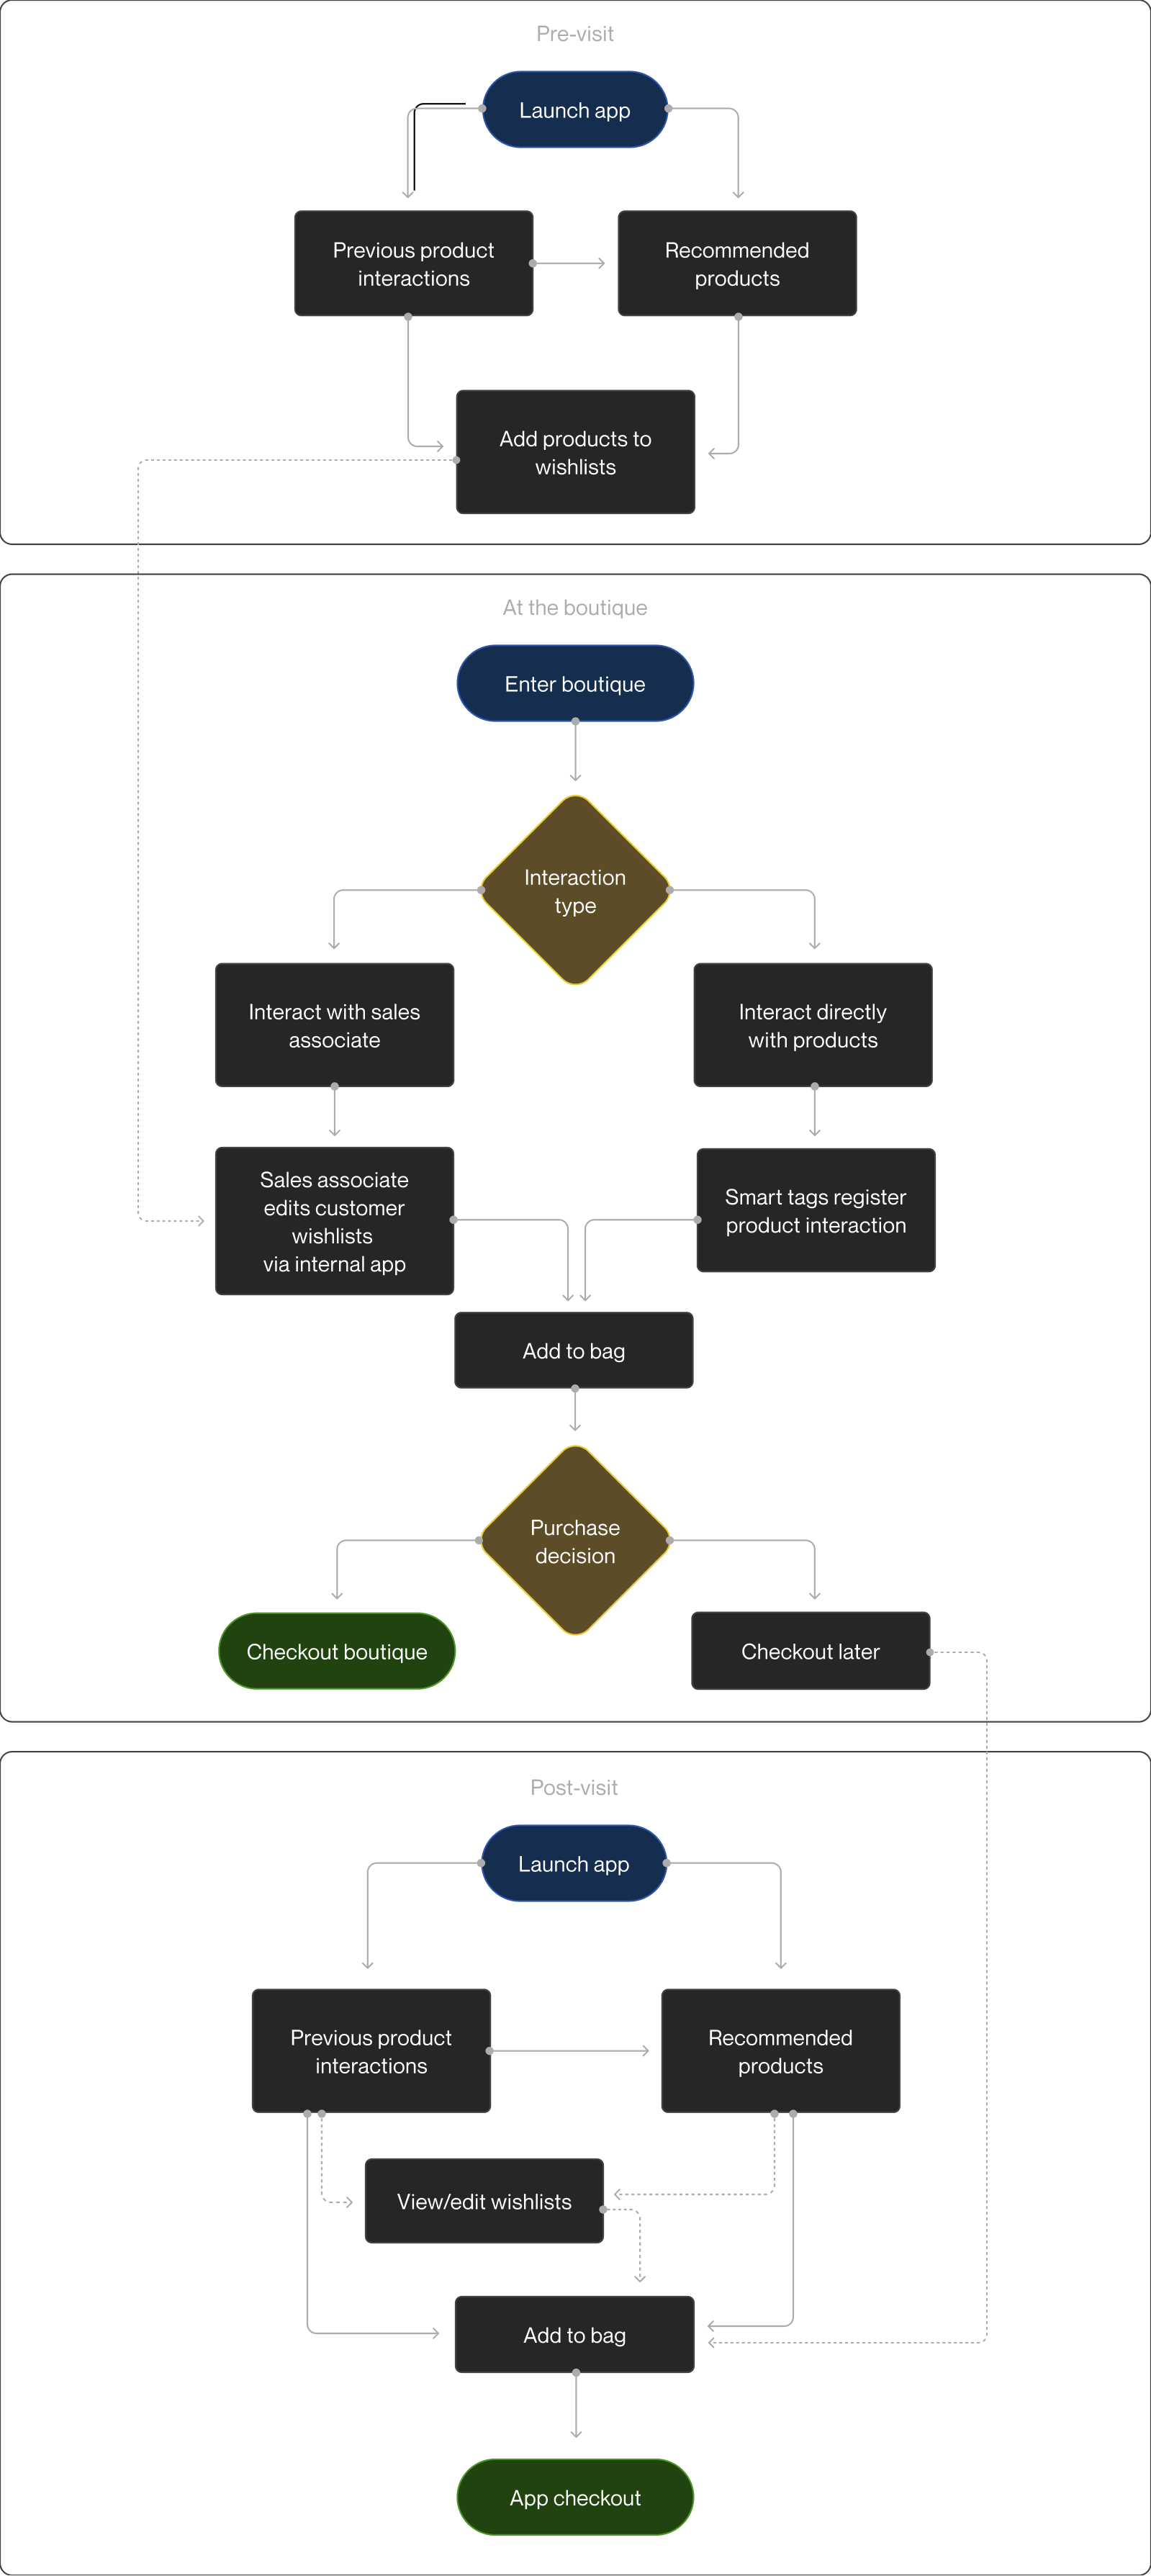 Pre-visit
Launch app
Previous product
interactions
Recommended
products
Add products to
wishlists
At the boutique
Enter boutique
Interaction
type
Interact with sales
associate
Interact directly
with products
Sales associate
edits customer
wishlists
via internal app
Smart tags register
product interaction
Add to bag
Purchase
decision
Checkout boutique
Checkout later
Post-visit
Launch app
Previous product
interactions
Recommended
products
View/edit wishlists
Add to bag
App checkout